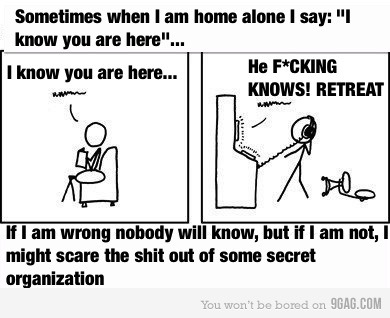 Sometimes when I am home alone I say: "I
know you are here"...
I know you are here...
He F*CKING
KNOWS! RETREAT
If I am wrong nobody will know, but if I am not, I
might scare the shit out of some secret
organization
You won't be bored on 9GAG.COM